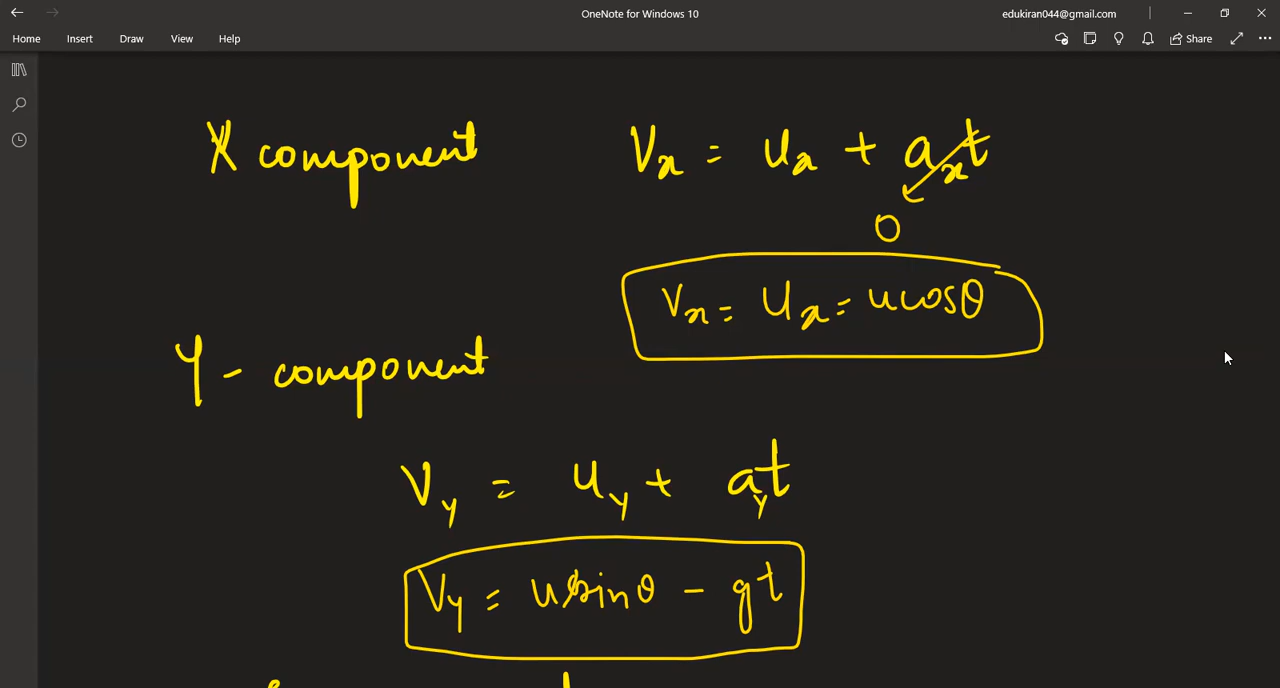 OneNote for Windows 10
edukiran044@gmail.com
Home Insert Draw View Help
Share
X component Vx = ux + axt
0
Vx = Ux = ucosθ
Y - component
Vy = uy + ayt
Vy = usinθ - gt